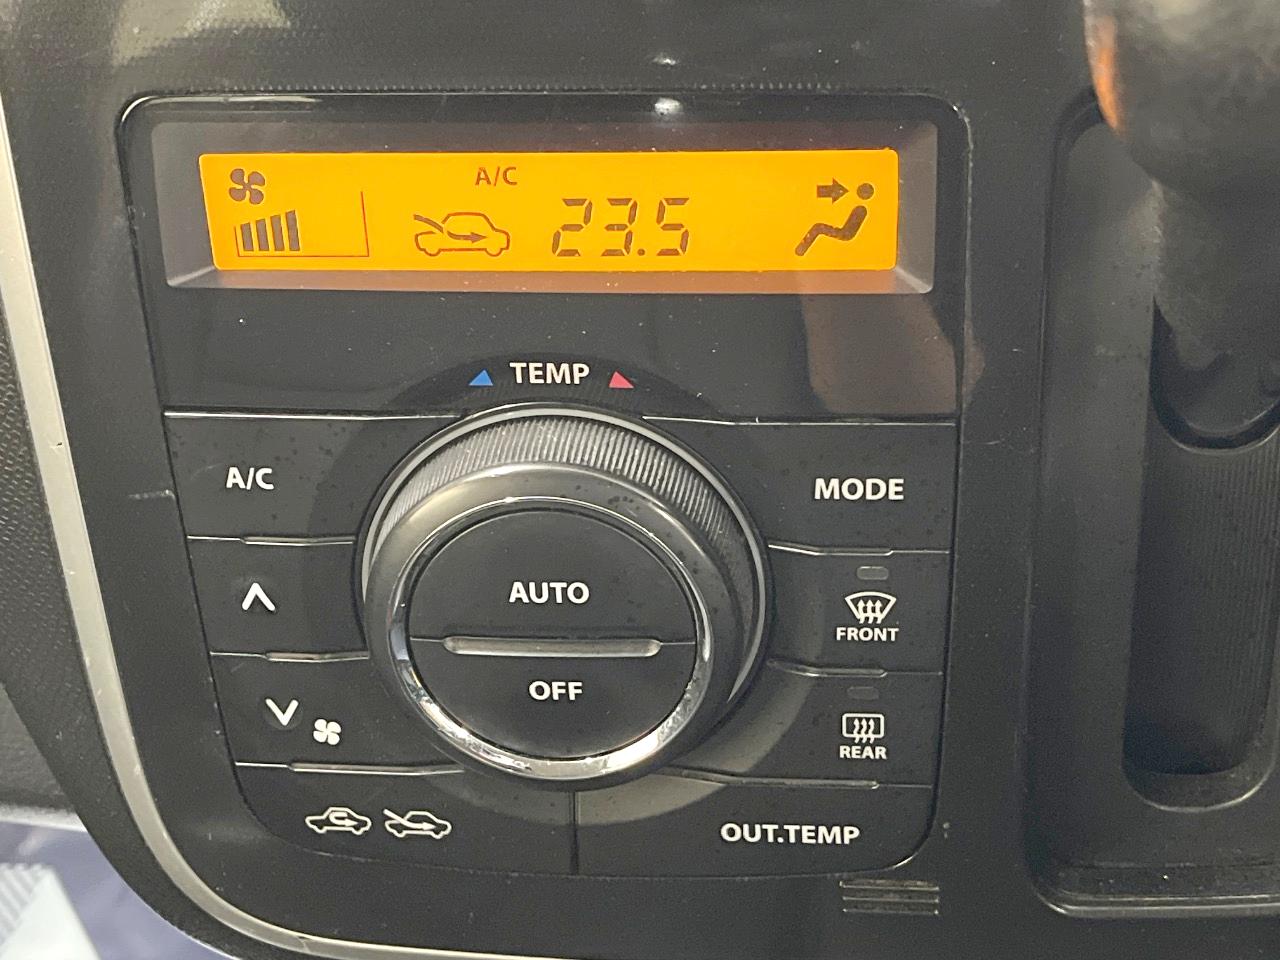 A/C
23.5
TEMP
A/C
MODE
AUTO
FRONT
OFF
REAR
OUT.TEMP